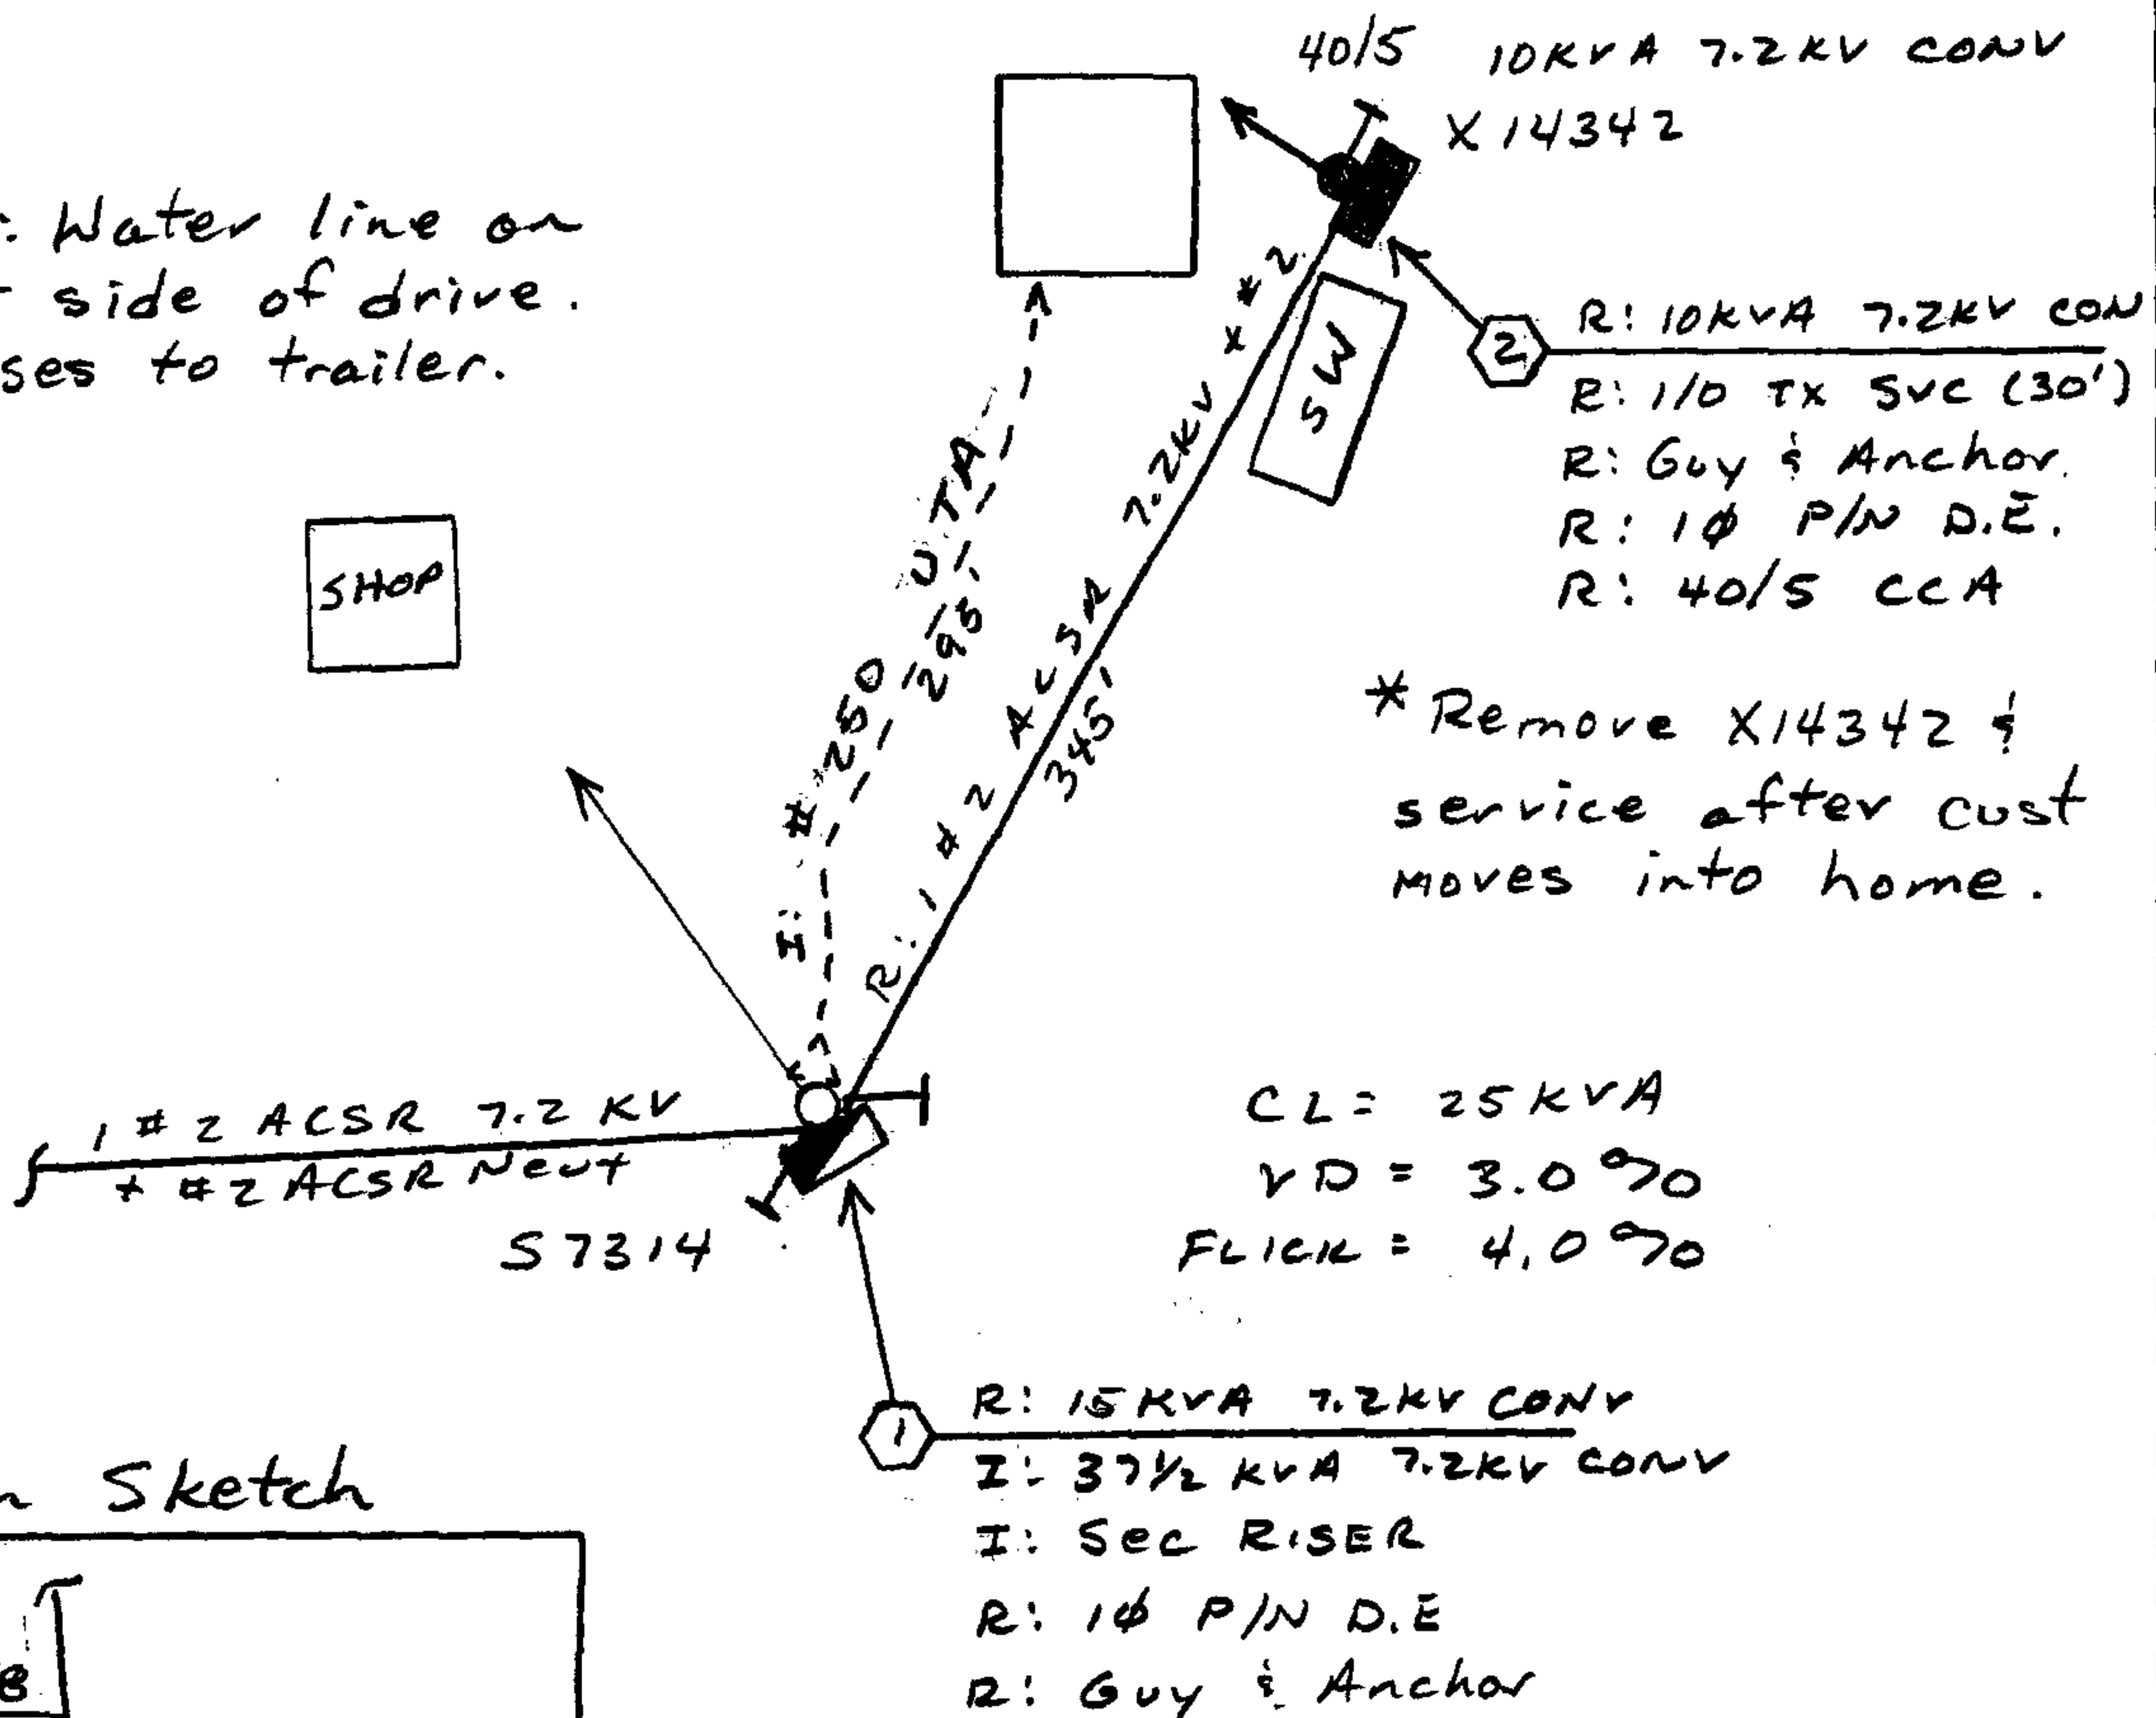 40/5 10KVA 7.2KV CONV
X14342
: Water line on
side of drive.
ses to trailer.
R: 10KVA 7.2KV CON
R: 1/0 TX SVC (30')
R: Guy & Anchor.
R: 1Ø P/N D.E.
R: 40/5 CCA
SW
SHOP
I: #250 USTA
295'
R: 1 #2 ACSR 7.2KV
345'
2
*Remove X14342 &
service after cust
moves into home.
1 #2 ACSR 7.2 KV
+ #2 ACSR Neut
S7314
CL= 25KVA
VD = 3.0%
FLICK = 4.0%
1
R: 15KVA 7.2KV CONV
I: 37 1/2 KVA 7.2KV CONV
I: Sec RISER
R: 1Ø P/N D.E
R: Guy & Anchor
Sketch